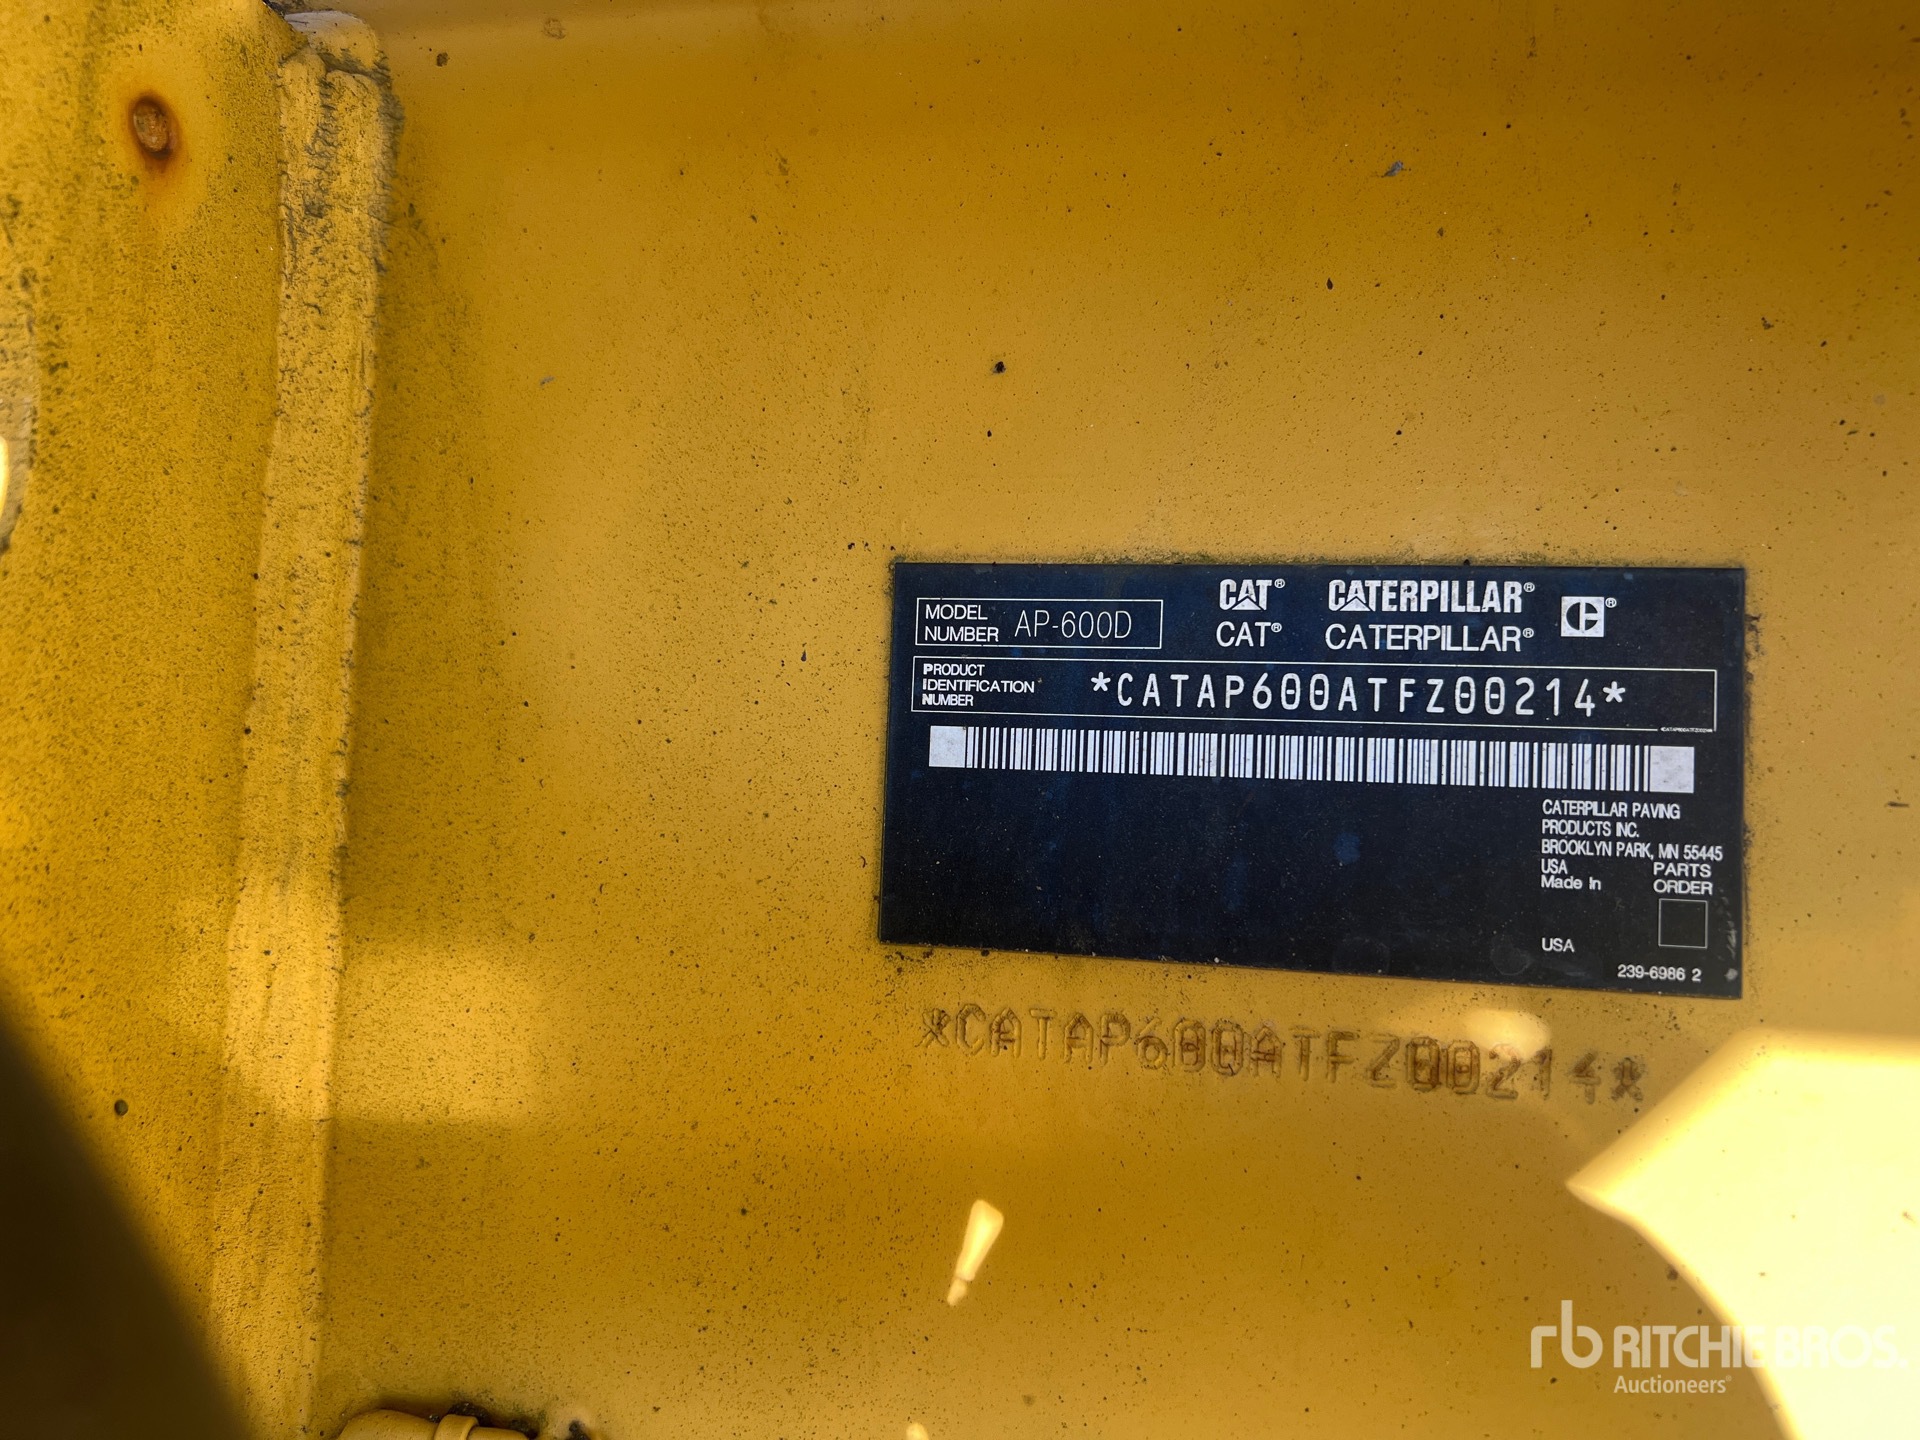 MODEL NUMBER AP-600D
CAT® CATERPILLAR® ®
CAT® CATERPILLAR®
PRODUCT IDENTIFICATION NUMBER *CATAP600ATFZ00214*
CATERPILLAR PAVING
PRODUCTS INC.
BROOKLYN PARK, MN 55445
USA
Made In
USA
PARTS
ORDER
239-6986 2
*CATAP600ATFZ00214*
rb RITCHIE BROS.
Auctioneers